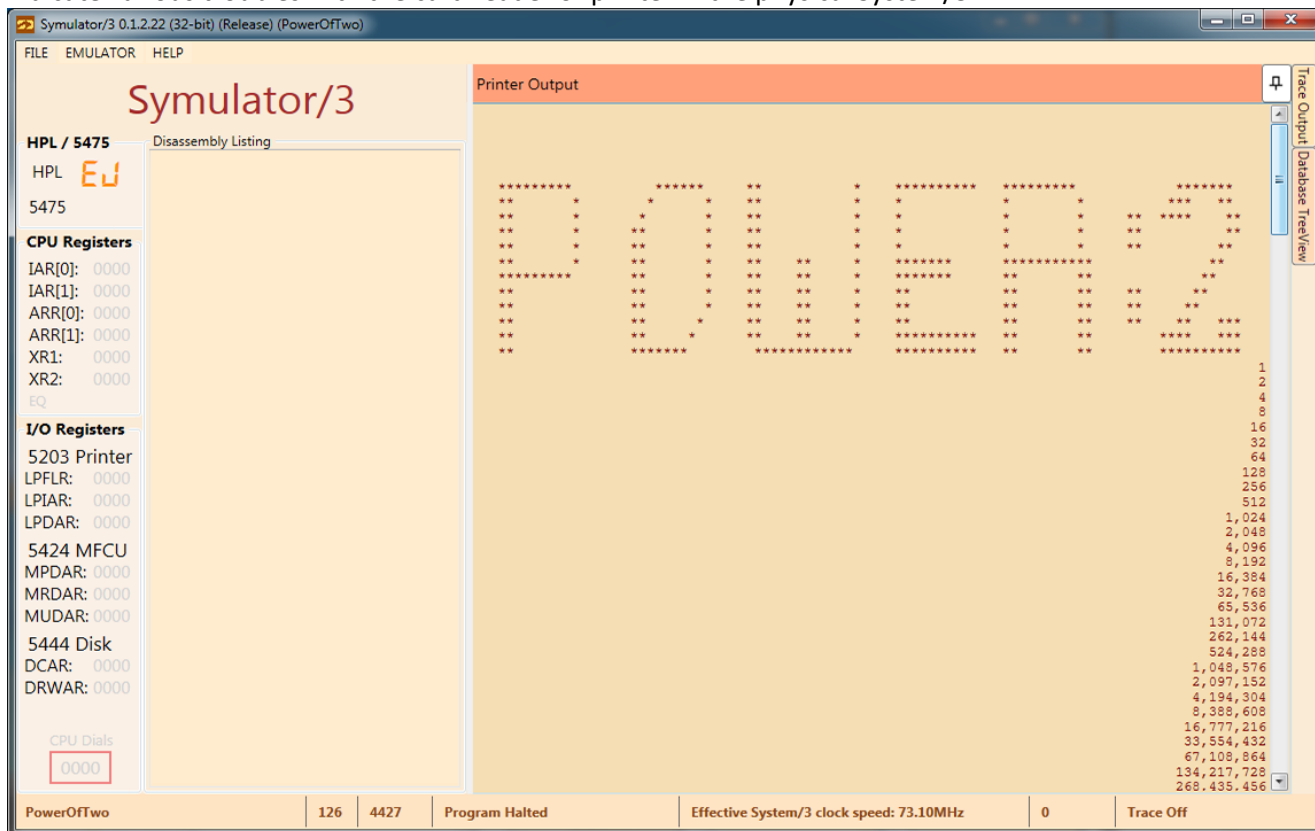 Symulator/3 0.1.2.22 (32-bit) (Release) (PowerOfTwo)
FILE EMULATOR HELP
Symulator/3
HPL / 5475
HPL EJ
5475
CPU Registers
IAR[0]: 0000
IAR[1]: 0000
ARR[0]: 0000
ARR[1]: 0000
XR1: 0000
XR2: 0000
EQ
I/O Registers
5203 Printer
LPFLR: 0000
LPIAR: 0000
LPDAR: 0000
5424 MFCU
MPDAR: 0000
MRDAR: 0000
MUDAR: 0000
5444 Disk
DCAR: 0000
DRWAR: 0000
CPU Dials
0000
Disassembly Listing
Printer Output
POWER:2
1
2
4
8
16
32
64
128
256
512
1,024
2,048
4,096
8,192
16,384
32,768
65,536
131,072
262,144
524,288
1,048,576
2,097,152
4,194,304
8,388,608
16,777,216
33,554,432
67,108,864
134,217,728
268,435,456
Trace Output
Database TreeView
PowerOfTwo 126 4427 Program Halted Effective System/3 clock speed: 73.10MHz 0 Trace Off